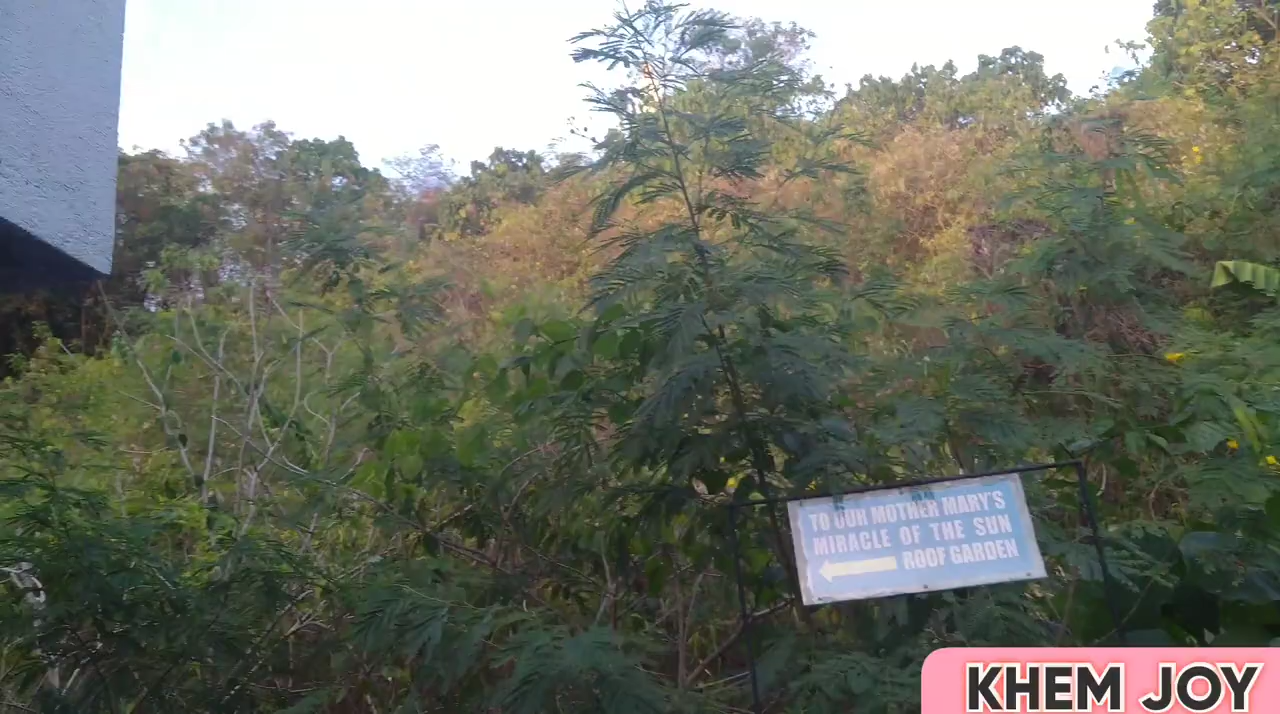 TO OUR MOTHER MARY'S
MIRACLE OF THE SUN
ROOF GARDEN
KHEM JOY